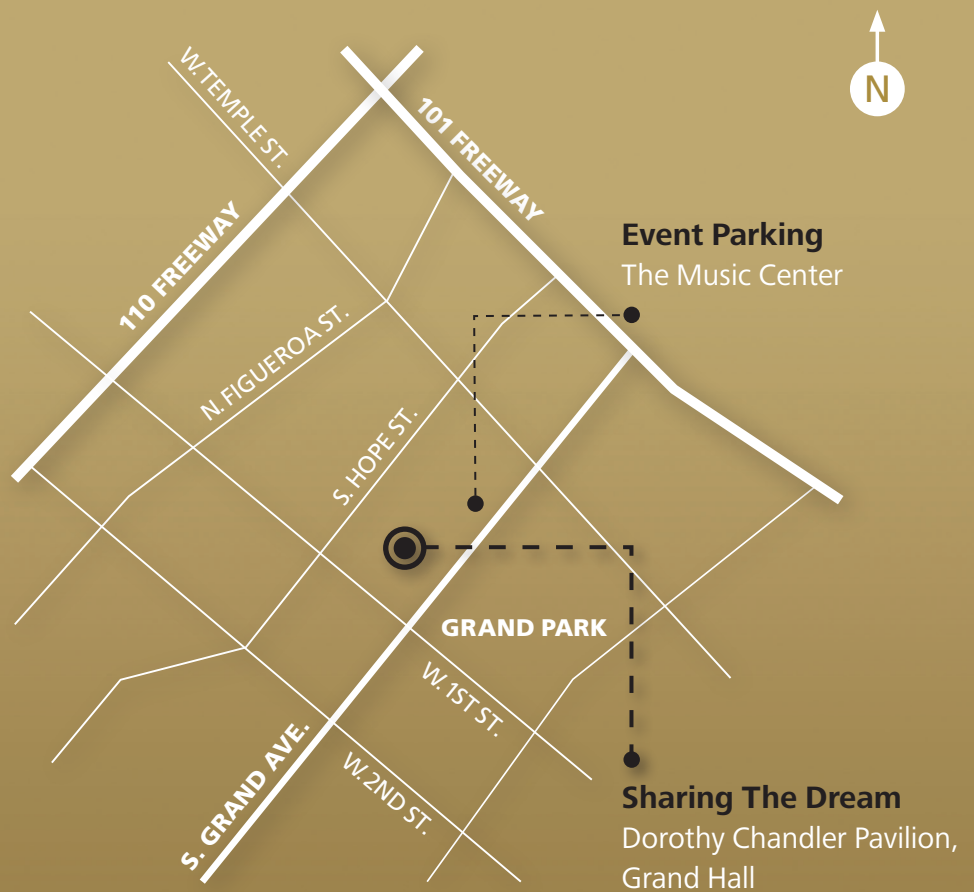 N
W. TEMPLE ST.
101 FREEWAY
110 FREEWAY
Event Parking
The Music Center
N. FIGUEROA ST.
S. HOPE ST.
GRAND PARK
W. 1ST ST.
S. GRAND AVE.
W. 2ND ST.
Sharing The Dream
Dorothy Chandler Pavilion,
Grand Hall